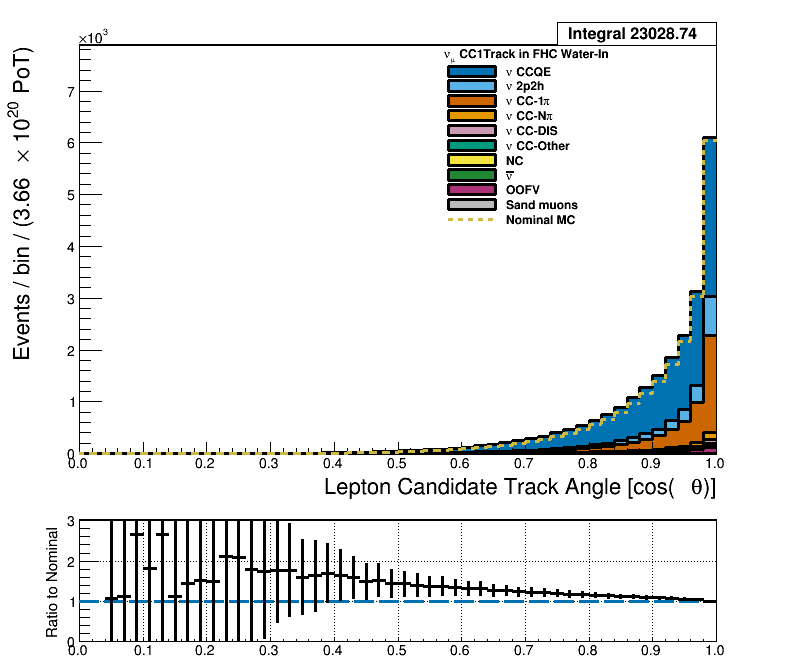 Integral 23028.74
×10³
ν_μ CC1Track in FHC Water-In
ν CCQE
ν 2p2h
ν CC-1π
ν CC-Nπ
ν CC-DIS
ν CC-Other
NC
ν̅
OOFV
Sand muons
Nominal MC
Events / bin / (3.66 × 10²⁰ PoT)
7
6
5
4
3
2
1
0
0.0 0.1 0.2 0.3 0.4 0.5 0.6 0.7 0.8 0.9 1.0
Lepton Candidate Track Angle [cos( θ)]
Ratio to Nominal
3
2
1
0
0.0 0.1 0.2 0.3 0.4 0.5 0.6 0.7 0.8 0.9 1.0